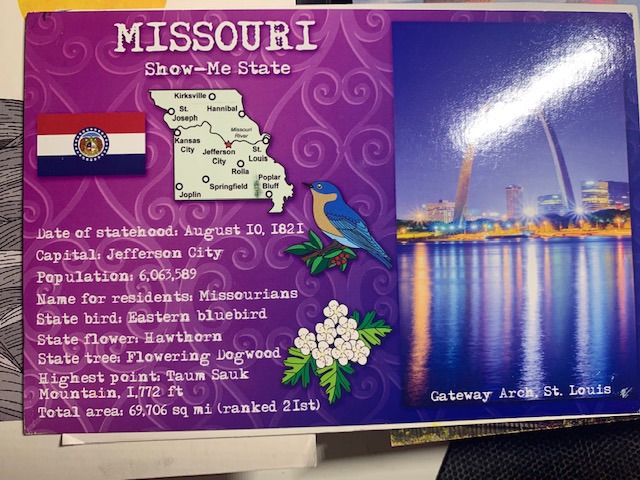 MISSOURI
Show-Me State
Kirksville
St.
Joseph
Hannibal
Missouri
River
Kansas
City
Jefferson
City
St.
Louis
Rolla
Springfield
Poplar
Bluff
Joplin
Date of statehood: August 10, 1821
Capital: Jefferson City
Population: 6,063,589
Name for residents: Missourians
State bird: Eastern bluebird
State flower: Hawthorn
State tree: Flowering Dogwood
Highest point: Taum Sauk
Mountain, 1,772 ft
Total area: 69,706 sq mi (ranked 21st)
Gateway Arch, St. Louis